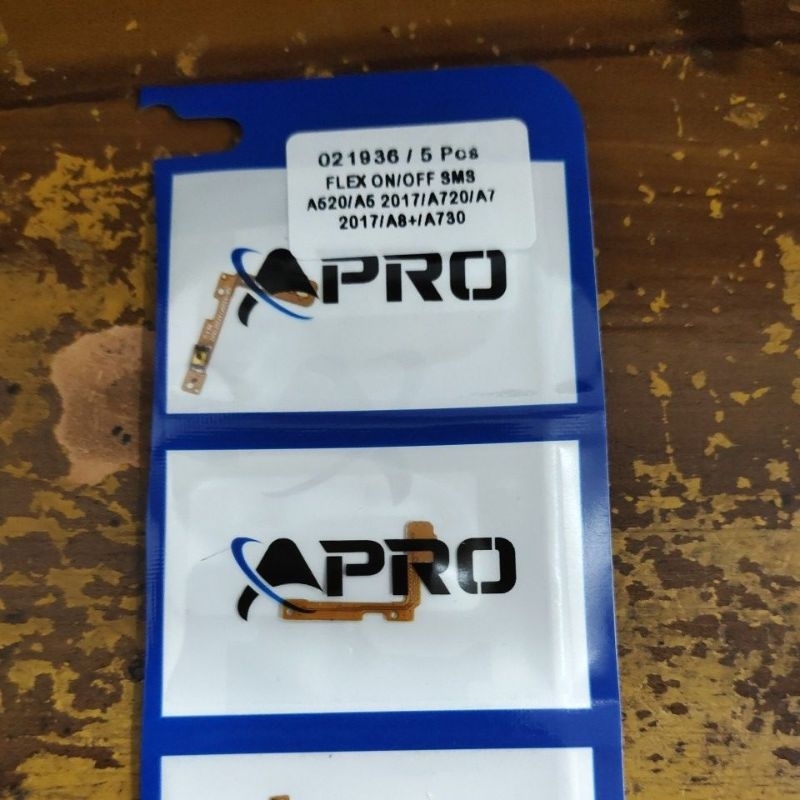 021936 / 5 Pcs
FLEX ON/OFF SMS
A520/A5 2017/A720/A7
2017/A8+/A730
APRO
APRO